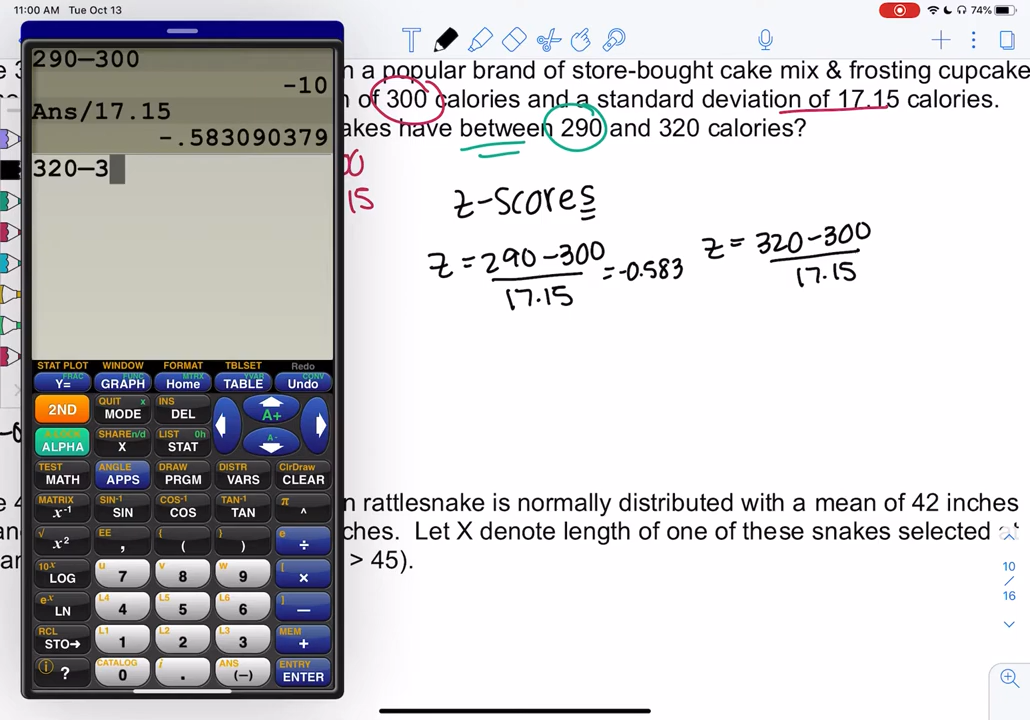 11:00 AM Tue Oct 13
74%
290−300
−10
Ans/17.15
−.583090379
320−3
n a popular brand of store-bought cake mix & frosting cupcake
of 300 calories and a standard deviation of 17.15 calories.
akes have between 290 and 320 calories?
00
15
z-scores
z = 290-300
17.15
= -0.583
z = 320-300
17.15
STAT PLOT WINDOW FORMAT TBLSET Redo
Y= GRAPH Home TABLE Undo
QUIT x INS
2ND MODE DEL A+
SHARE n/d LIST 0h A-
ALPHA X STAT
TEST ANGLE DRAW DISTR ClrDraw
MATH APPS PRGM VARS CLEAR
MATRIX SIN-1 COS-1 TAN-1 π
x-1 SIN COS TAN ^
√ EE { } e
x2 , ( ) ÷
10x u v w [
LOG 7 8 9 ×
ex L4 L5 L6 ]
LN 4 5 6 −
RCL L1 L2 L3 MEM
STO→ 1 2 3 +
CATALOG i ANS ENTRY
? 0 . (−) ENTER
n rattlesnake is normally distributed with a mean of 42 inches
ches. Let X denote length of one of these snakes selected at
> 45).
10
/
16